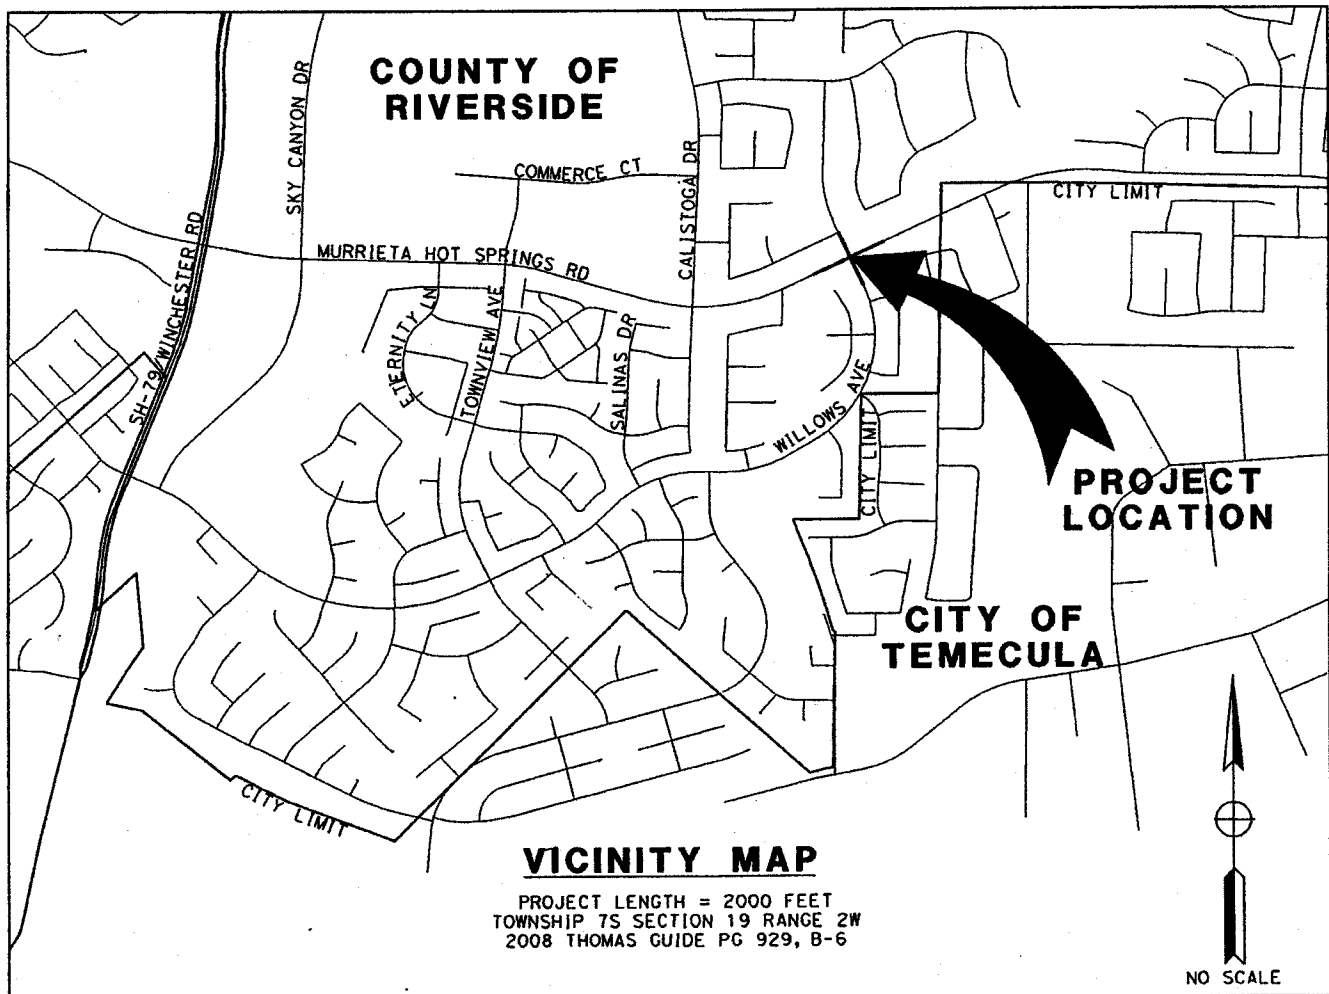 COUNTY OF
RIVERSIDE
SKY CANYON DR
COMMERCE CT
CALISTOGA DR
CITY LIMIT
SH-79/WINCHESTER RD
MURRIETA HOT SPRINGS RD
ETERNITY LN
TOWNVIEW AVE
SALINAS DR
WILLOWS AVE
CITY LIMIT
PROJECT
LOCATION
CITY OF
TEMECULA
CITY LIMIT
VICINITY MAP
PROJECT LENGTH = 2000 FEET
TOWNSHIP 7S SECTION 19 RANGE 2W
2008 THOMAS GUIDE PG 929, B-6
NO SCALE